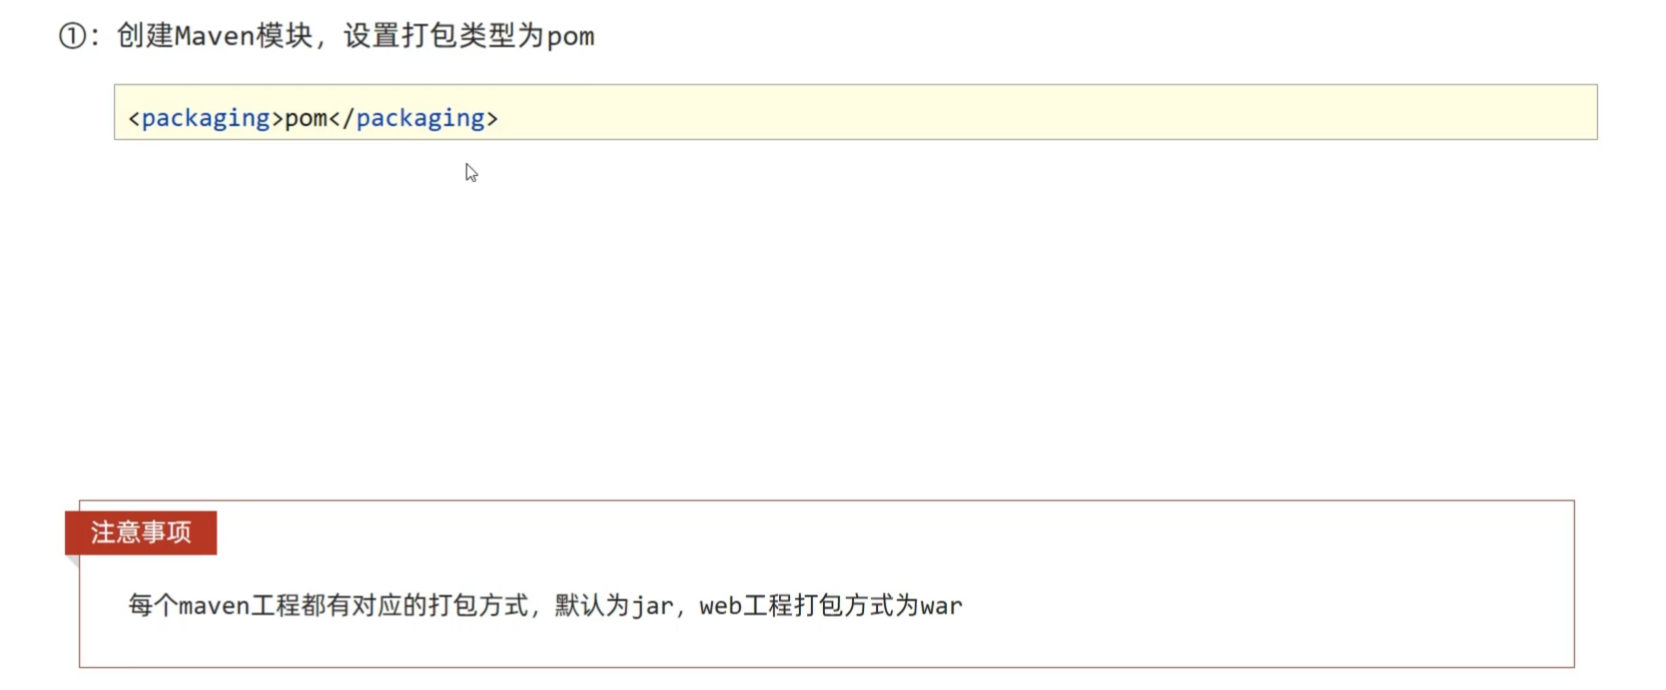 ①：创建Maven模块，设置打包类型为pom
<packaging>pom</packaging>
注意事项
每个maven工程都有对应的打包方式，默认为jar，web工程打包方式为war